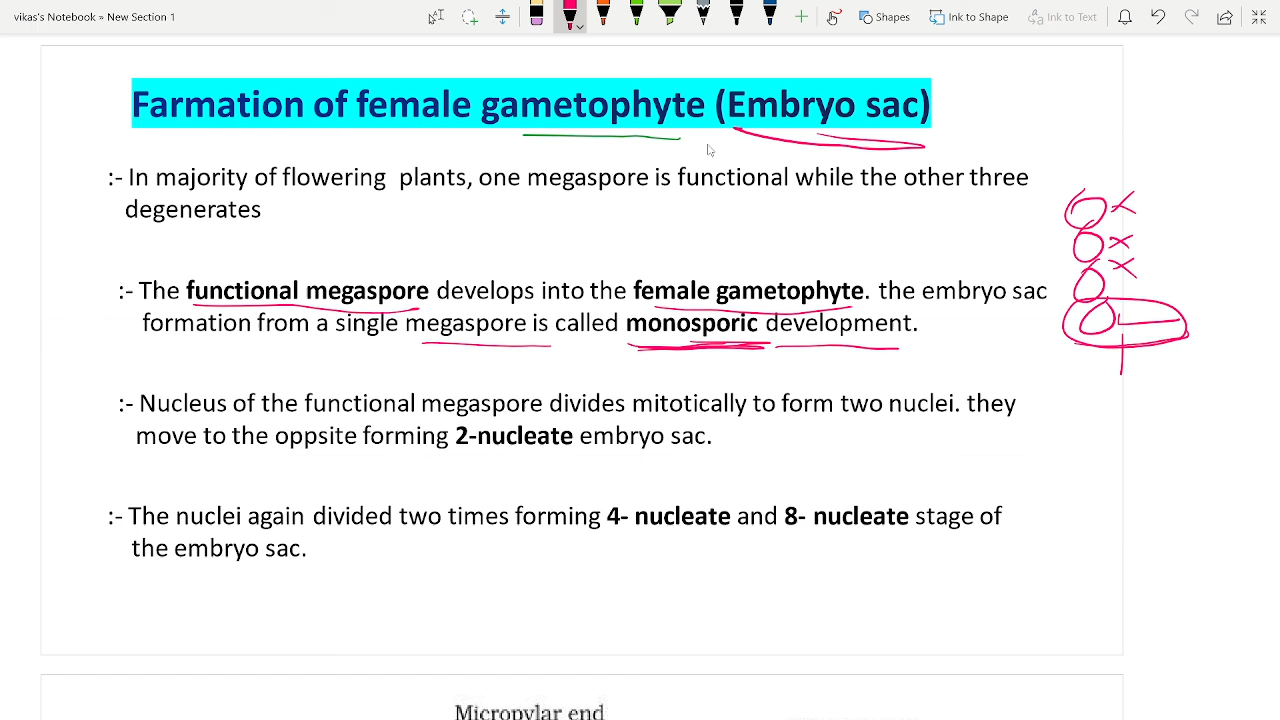 vikas's Notebook » New Section 1
Shapes
Ink to Shape
Ink to Text
Farmation of female gametophyte (Embryo sac)
:- In majority of flowering plants, one megaspore is functional while the other three
degenerates
:- The functional megaspore develops into the female gametophyte. the embryo sac
formation from a single megaspore is called monosporic development.
:- Nucleus of the functional megaspore divides mitotically to form two nuclei. they
move to the oppsite forming 2-nucleate embryo sac.
:- The nuclei again divided two times forming 4- nucleate and 8- nucleate stage of
the embryo sac.
Micropylar end